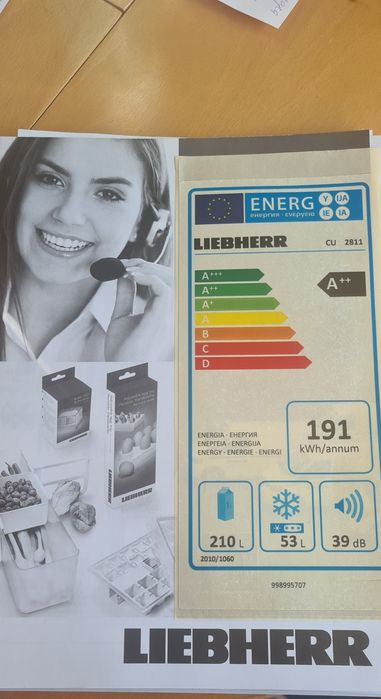 ENERG
енергия · ενεργεια
Y
IJA
IE
IA
LIEBHERR
CU 2811
A+++
A++
A+
A
B
C
D
A++
ENERGIA · ЕНЕРГИЯ
ΕΝΕΡΓΕΙΑ · ENERGIJA
ENERGY · ENERGIE · ENERGI
191
kWh/annum
210 L
53 L
39 dB
2010/1060
998995707
LIEBHERR
LIEBHERR
LIEBHERR